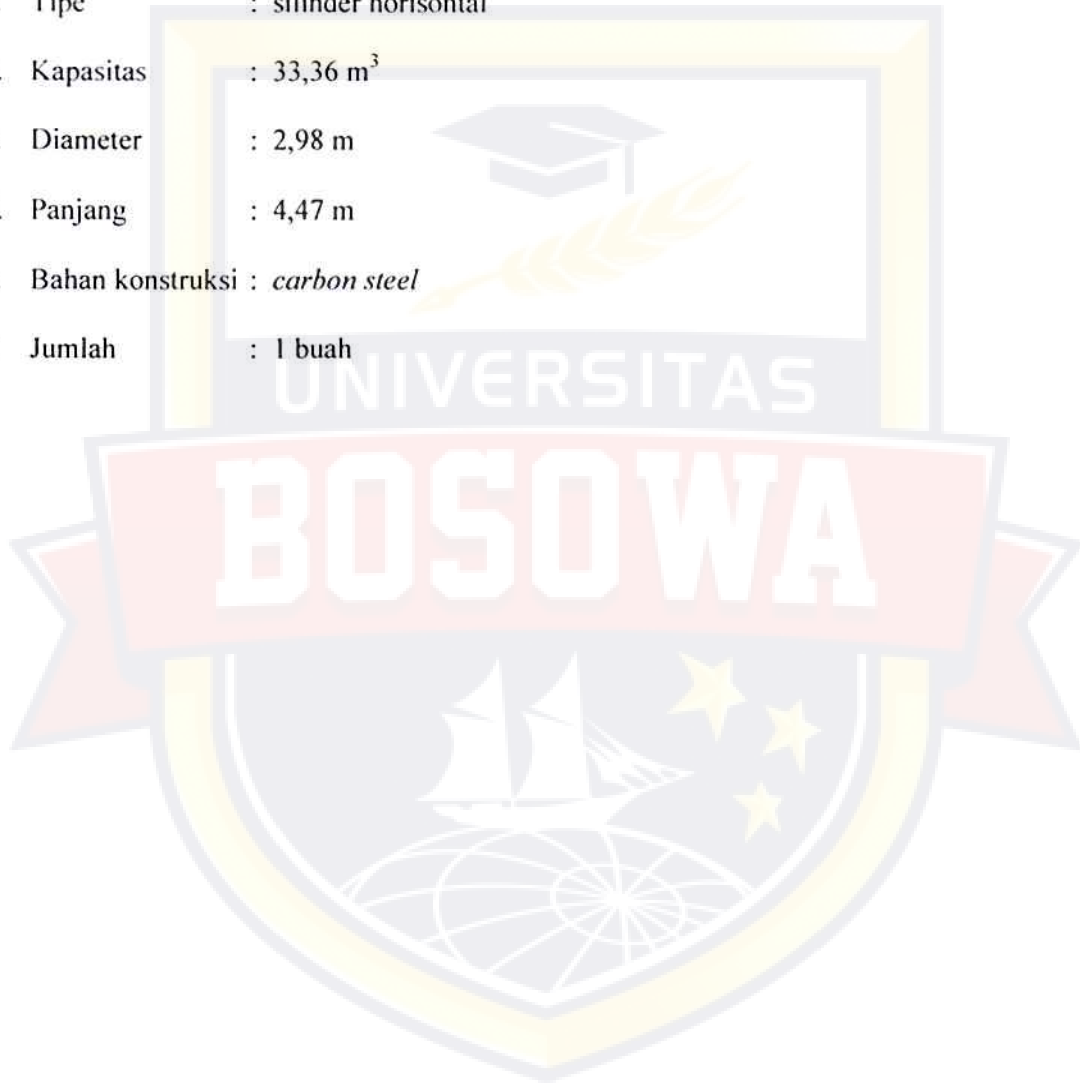 Tipe : silinder horisontal
Kapasitas : 33,36 m³
Diameter : 2,98 m
Panjang : 4,47 m
Bahan konstruksi : carbon steel
Jumlah : 1 buah
UNIVERSITAS
BOSOWA